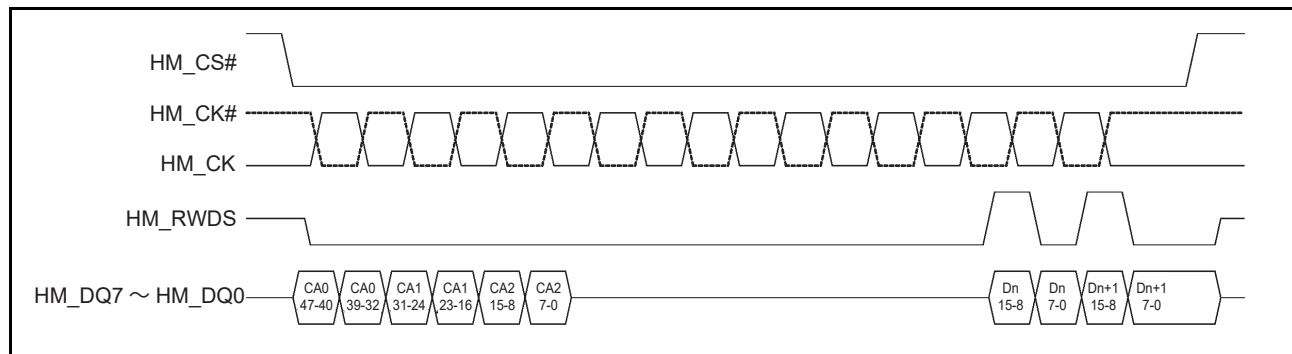 HM_CS#
HM_CK#
HM_CK
HM_RWDS
HM_DQ7 ～ HM_DQ0
CA0 47-40
CA0 39-32
CA1 31-24
CA1 23-16
CA2 15-8
CA2 7-0
Dn 15-8
Dn 7-0
Dn+1 15-8
Dn+1 7-0